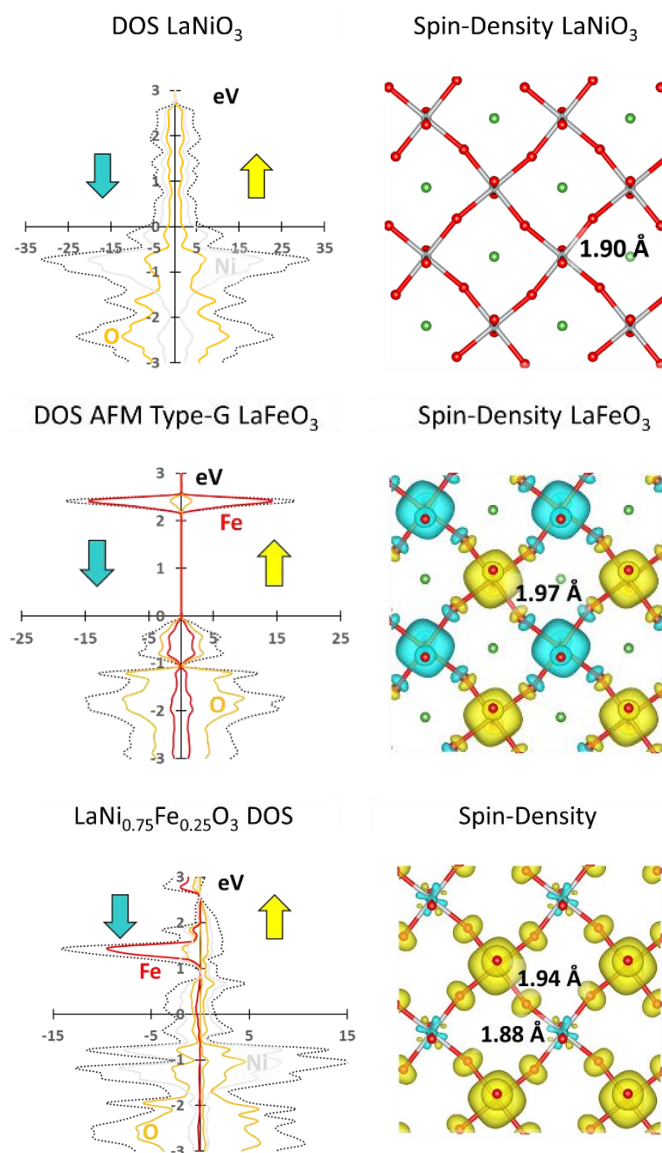 DOS LaNiO₃
Spin-Density LaNiO₃
3
eV
2
1
0
-35 -25 -15 -5 5 15 25 35
Ni
-1
1.90 Å
O
-2
-3
DOS AFM Type-G LaFeO₃
Spin-Density LaFeO₃
3
eV
Fe
2
1
1.97 Å
0
-25 -15 -5 5 15 25
-1
O
-2
-3
LaNi₀.₇₅Fe₀.₂₅O₃ DOS
Spin-Density
3
eV
2
Fe
1
1.94 Å
0
1.88 Å
-15 -5 5 15
Ni
-1
-2
O
-3